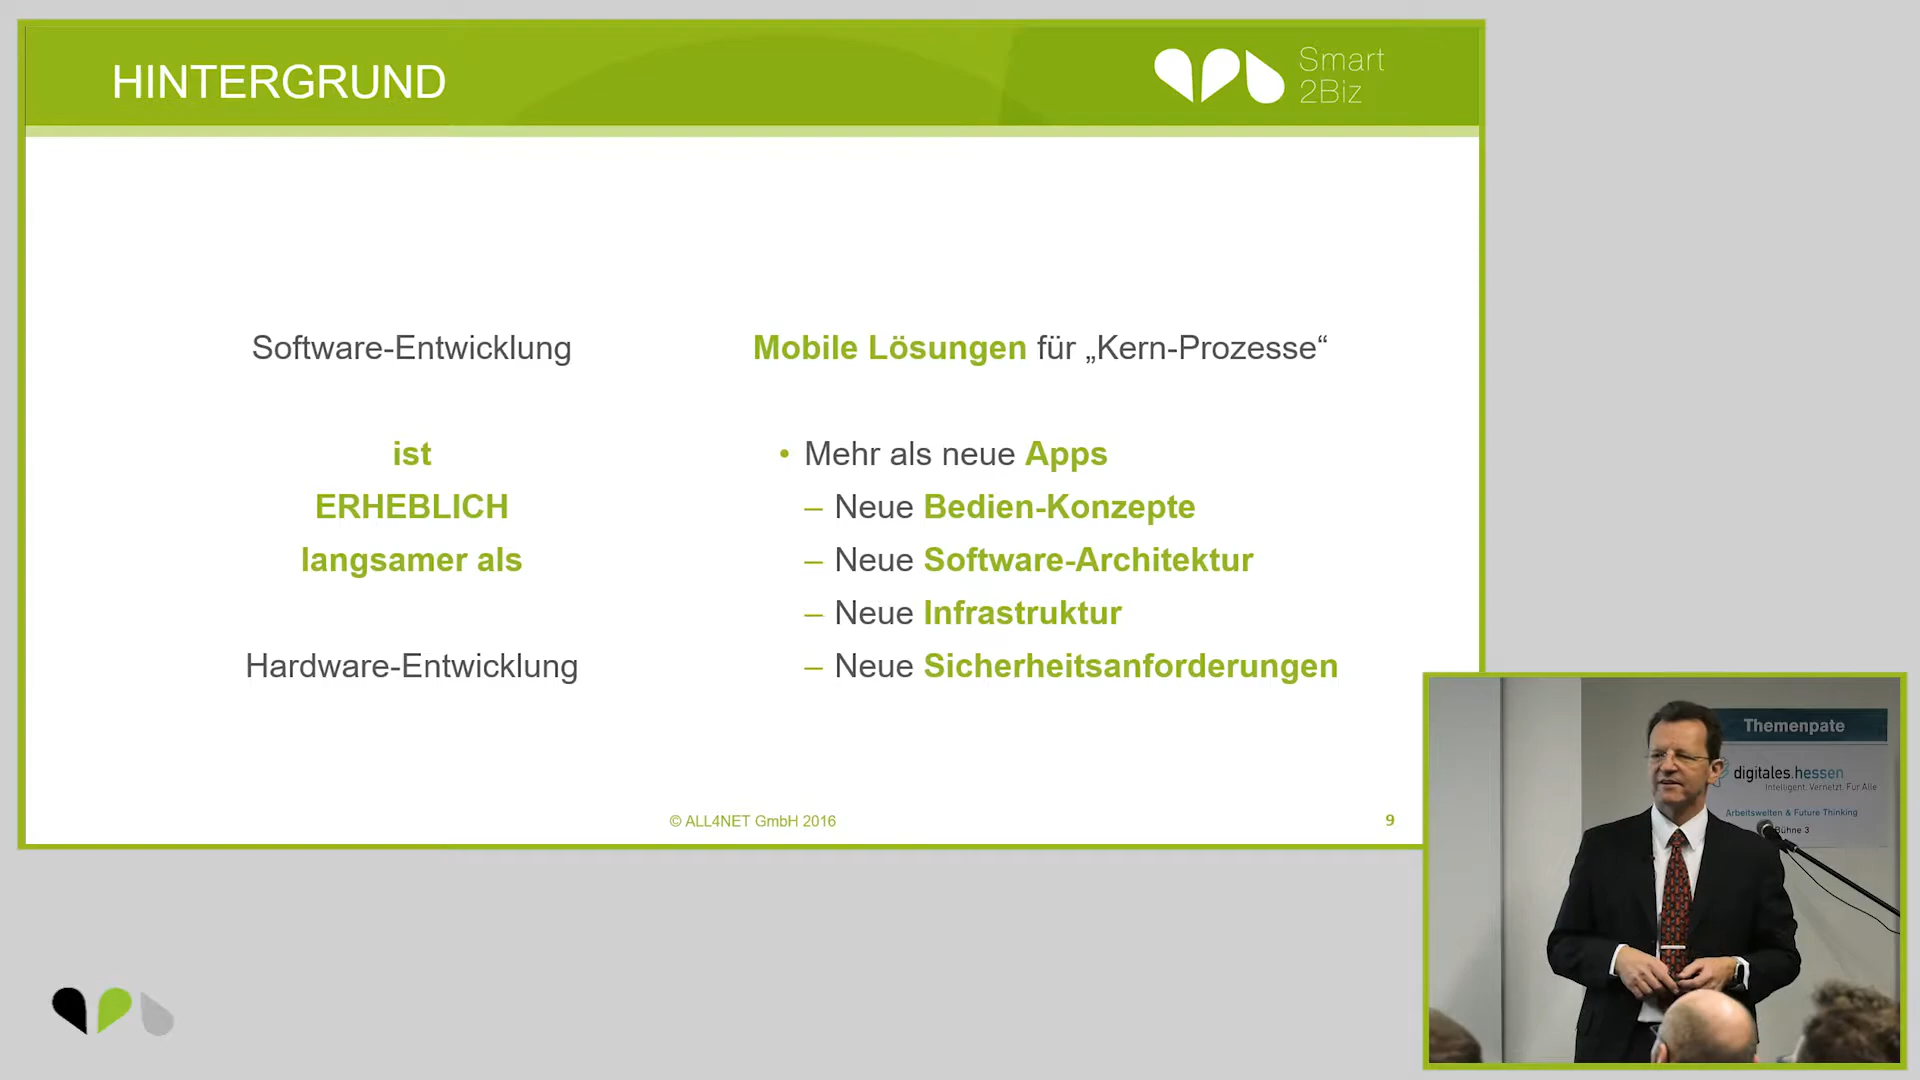 HINTERGRUND
Smart
2Biz
Software-Entwicklung
ist
ERHEBLICH
langsamer als
Hardware-Entwicklung
Mobile Lösungen für „Kern-Prozesse“
• Mehr als neue Apps
– Neue Bedien-Konzepte
– Neue Software-Architektur
– Neue Infrastruktur
– Neue Sicherheitsanforderungen
© ALL4NET GmbH 2016
9
Themenpate
digitales.hessen
Intelligent. Vernetzt. Für Alle
Arbeitswelten & Future Thinking
Bühne 3